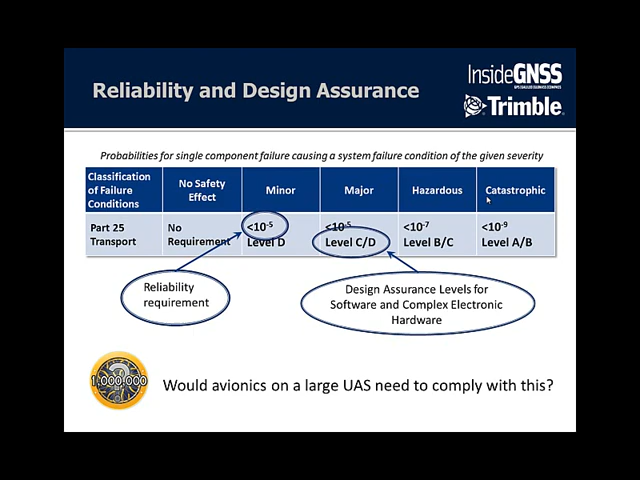 Reliability and Design Assurance
InsideGNSS
Trimble
Probabilities for single component failure causing a system failure condition of the given severity
Classification of Failure Conditions
No Safety Effect
Minor
Major
Hazardous
Catastrophic
Part 25 Transport
No Requirement
<10⁻⁵
Level D
<10⁻⁵
Level C/D
<10⁻⁷
Level B/C
<10⁻⁹
Level A/B
Reliability
requirement
Design Assurance Levels for
Software and Complex Electronic
Hardware
?
1,000,000
Would avionics on a large UAS need to comply with this?